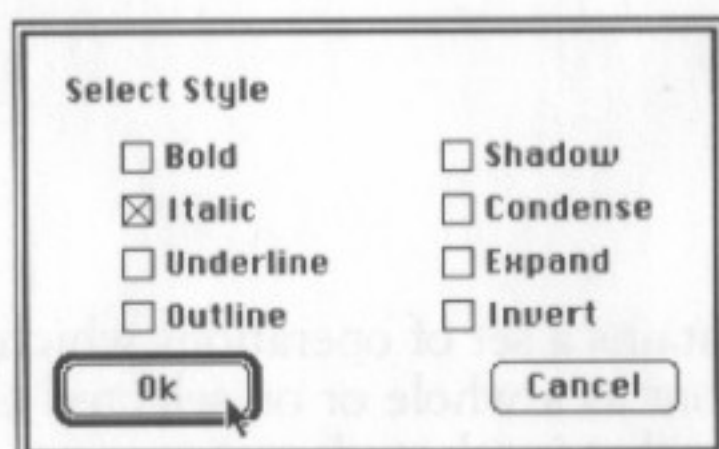 Select Style
Bold
Shadow
Italic
Condense
Underline
Expand
Outline
Invert
Ok
Cancel